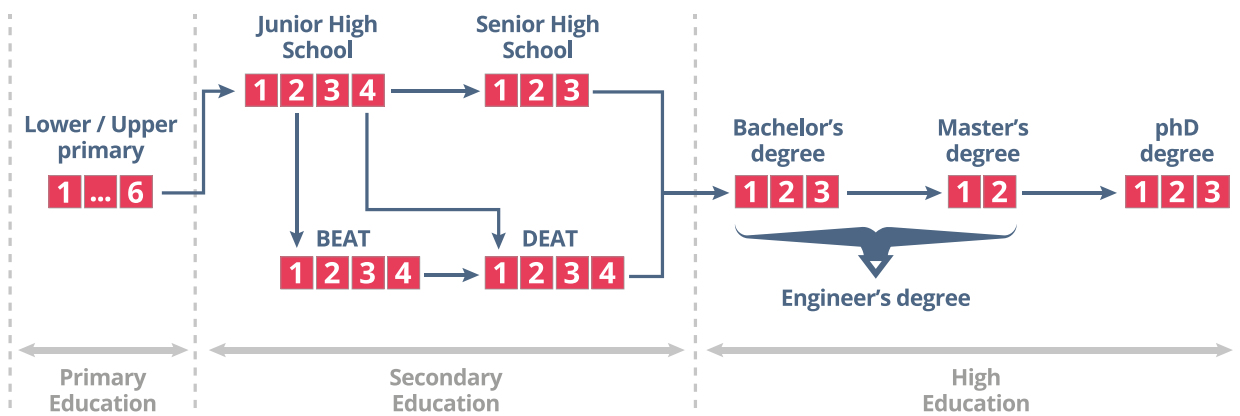 Junior High
School
1 2 3 4
Senior High
School
1 2 3
Lower / Upper
primary
1 ... 6
BEAT
1 2 3 4
DEAT
1 2 3 4
Bachelor's
degree
1 2 3
Master's
degree
1 2
phD
degree
1 2 3
Engineer's degree
Primary
Education
Secondary
Education
High
Education